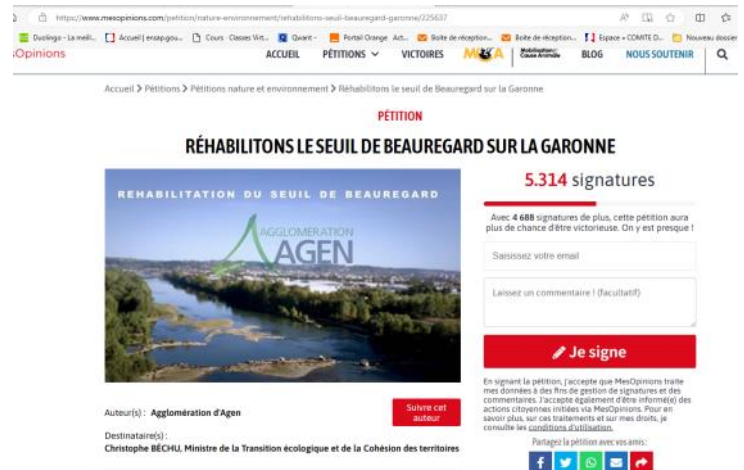 https://www.mesopinions.com/petition/nature-environnement/rehabilitons-seuil-beauregard-garonne/225637
Duolingo - La meill... Accueil | ensap.gou... Cours Classes Virt... Qwant - Portail Orange Act... Boîte de réception... Boîte de réception... Espace « COMITE D... Nouveau dossier
sOpinions
ACCUEIL PÉTITIONS VICTOIRES Mobilisation: Cause Animale BLOG NOUS SOUTENIR
Accueil > Pétitions > Pétitions nature et environnement > Réhabilitons le seuil de Beauregard sur la Garonne
PÉTITION
RÉHABILITONS LE SEUIL DE BEAUREGARD SUR LA GARONNE
REHABILITATION DU SEUIL DE BEAUREGARD
AGGLOMERATION
AGEN
Auteur(s) : Agglomération d'Agen
Suivre cet
auteur
Destinataire(s) :
Christophe BÉCHU, Ministre de la Transition écologique et de la Cohésion des territoires
5.314 signatures
Avec 4 688 signatures de plus, cette pétition aura
plus de chance d'être victorieuse. On y est presque !
Saisissez votre email
Laissez un commentaire ! (facultatif)
Je signe
En signant la pétition, j'accepte que MesOpinions traite
mes données à des fins de gestion de signatures et des
commentaires. J'accepte également d'être informé(e) des
actions citoyennes initiées via MesOpinions. Pour en
savoir plus, sur ces traitements et sur mes droits, je
consulte les conditions d'utilisation.
Partagez la pétition avec vos amis: